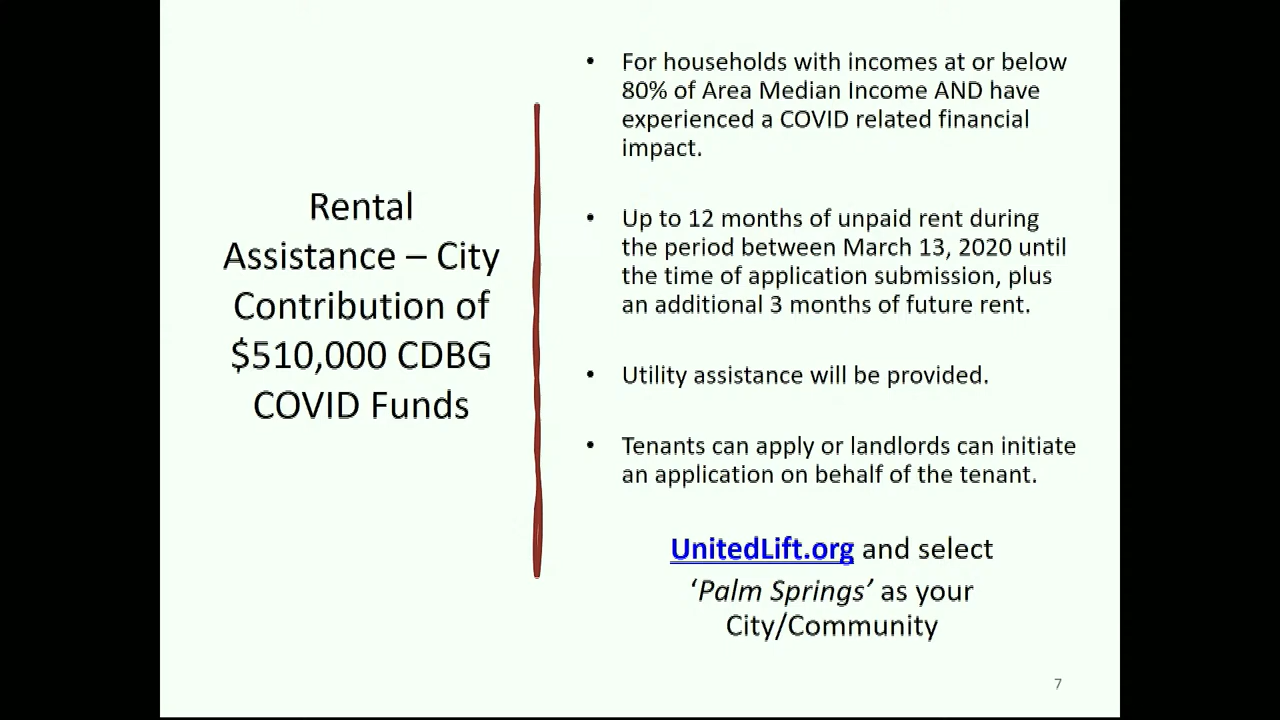 Rental
Assistance – City
Contribution of
$510,000 CDBG
COVID Funds
• For households with incomes at or below
80% of Area Median Income AND have
experienced a COVID related financial
impact.
• Up to 12 months of unpaid rent during
the period between March 13, 2020 until
the time of application submission, plus
an additional 3 months of future rent.
• Utility assistance will be provided.
• Tenants can apply or landlords can initiate
an application on behalf of the tenant.
UnitedLift.org and select
‘Palm Springs’ as your
City/Community
7